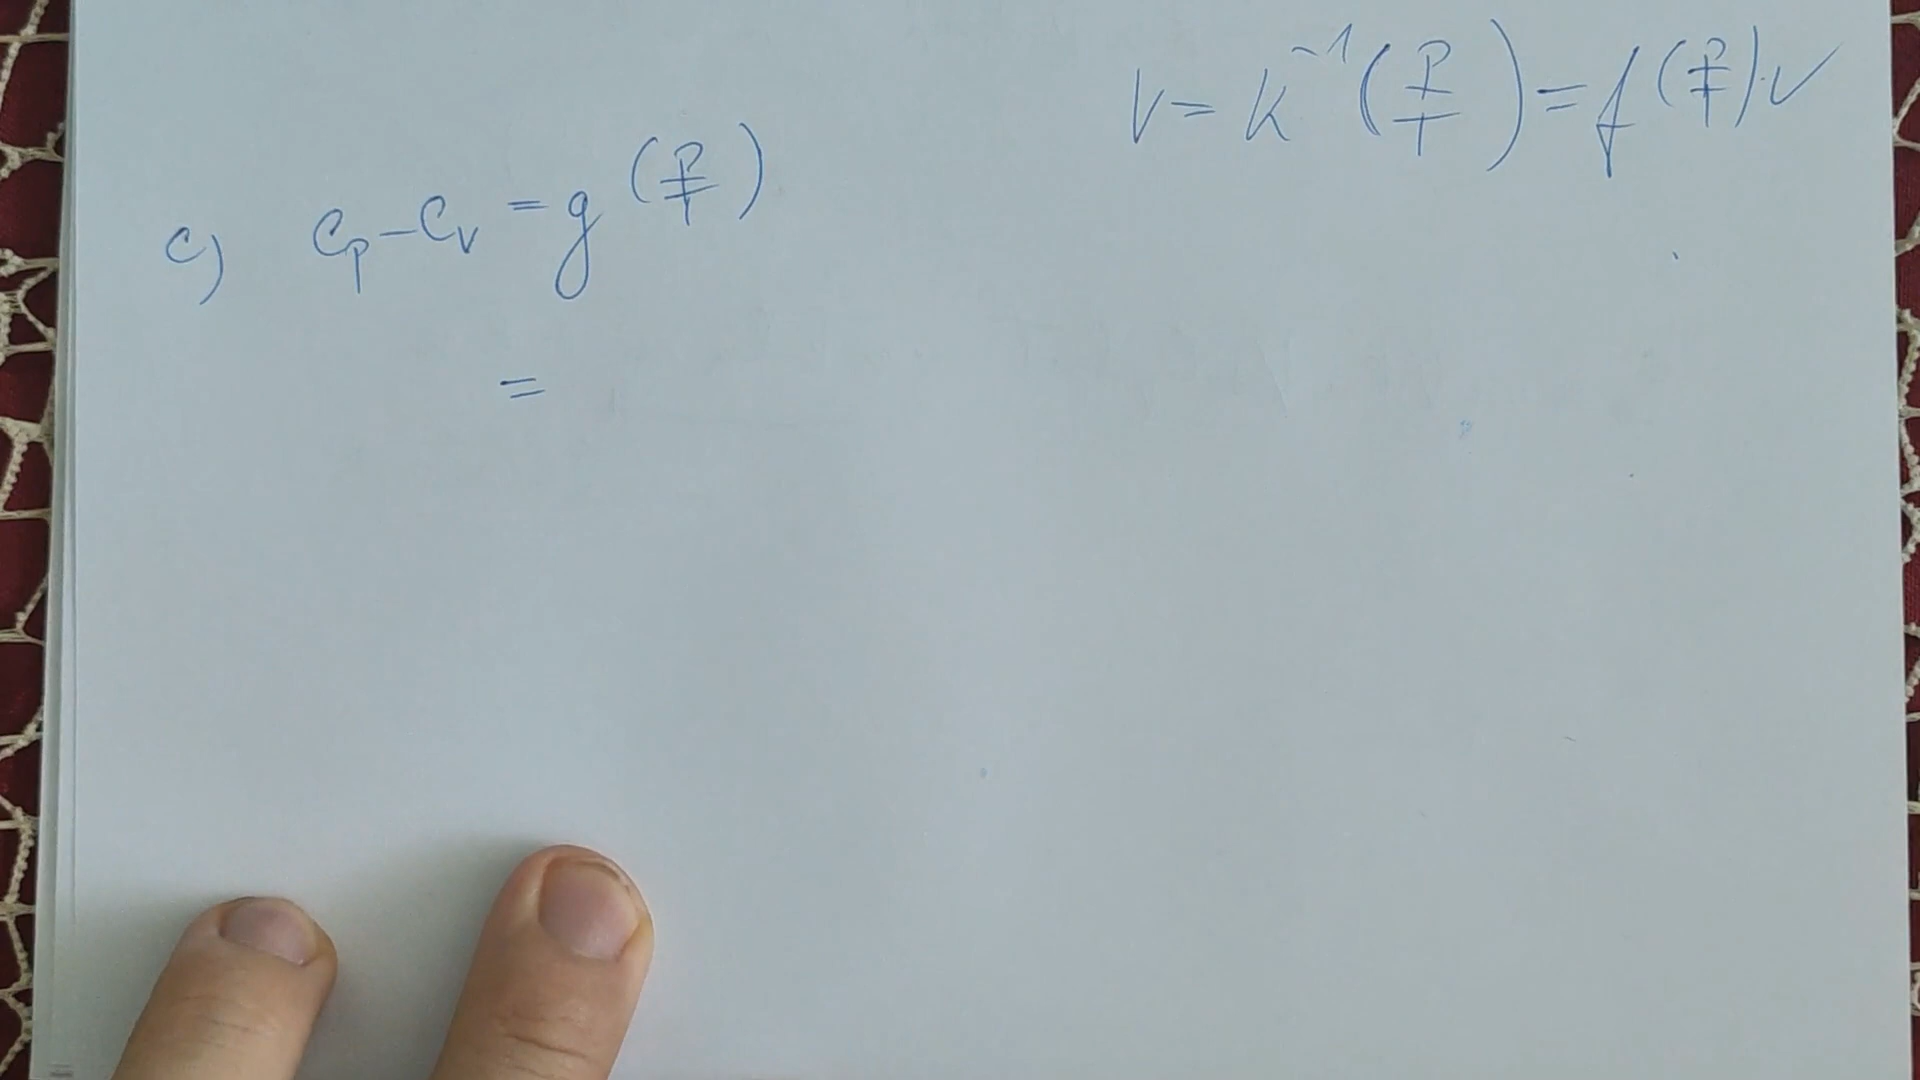 V = k⁻¹(P/T) = f(P/T) ✓
c) Cp - Cv = g(P/T)
=